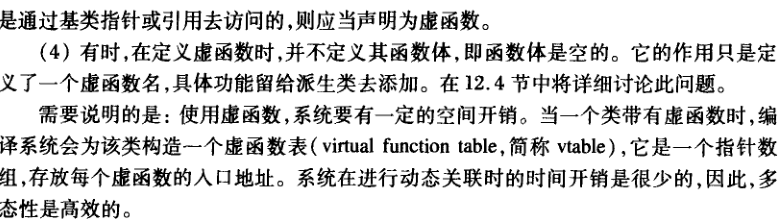 是通过基类指针或引用去访问的,则应当声明为虚函数。
(4) 有时,在定义虚函数时,并不定义其函数体,即函数体是空的。它的作用只是定
义了一个虚函数名,具体功能留给派生类去添加。在12.4节中将详细讨论此问题。
需要说明的是: 使用虚函数,系统要有一定的空间开销。当一个类带有虚函数时,编
译系统会为该类构造一个虚函数表(virtual function table,简称 vtable),它是一个指针数
组,存放每个虚函数的入口地址。系统在进行动态关联时的时间开销是很少的,因此,多
态性是高效的。